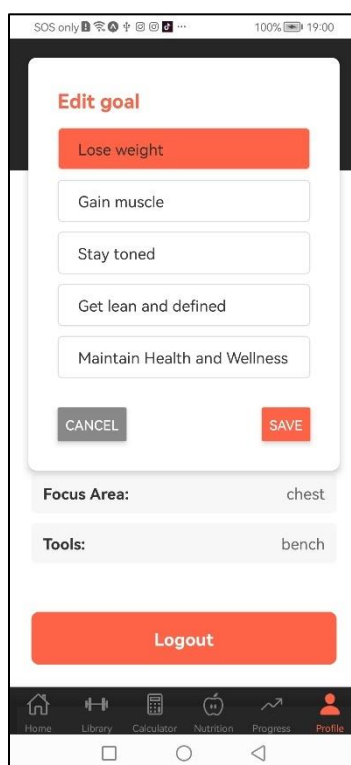 SOS only ... 100% 19:00
Edit goal
Lose weight
Gain muscle
Stay toned
Get lean and defined
Maintain Health and Wellness
CANCEL SAVE
Focus Area: chest
Tools: bench
Logout
Home Library Calculator Nutrition Progress Profile